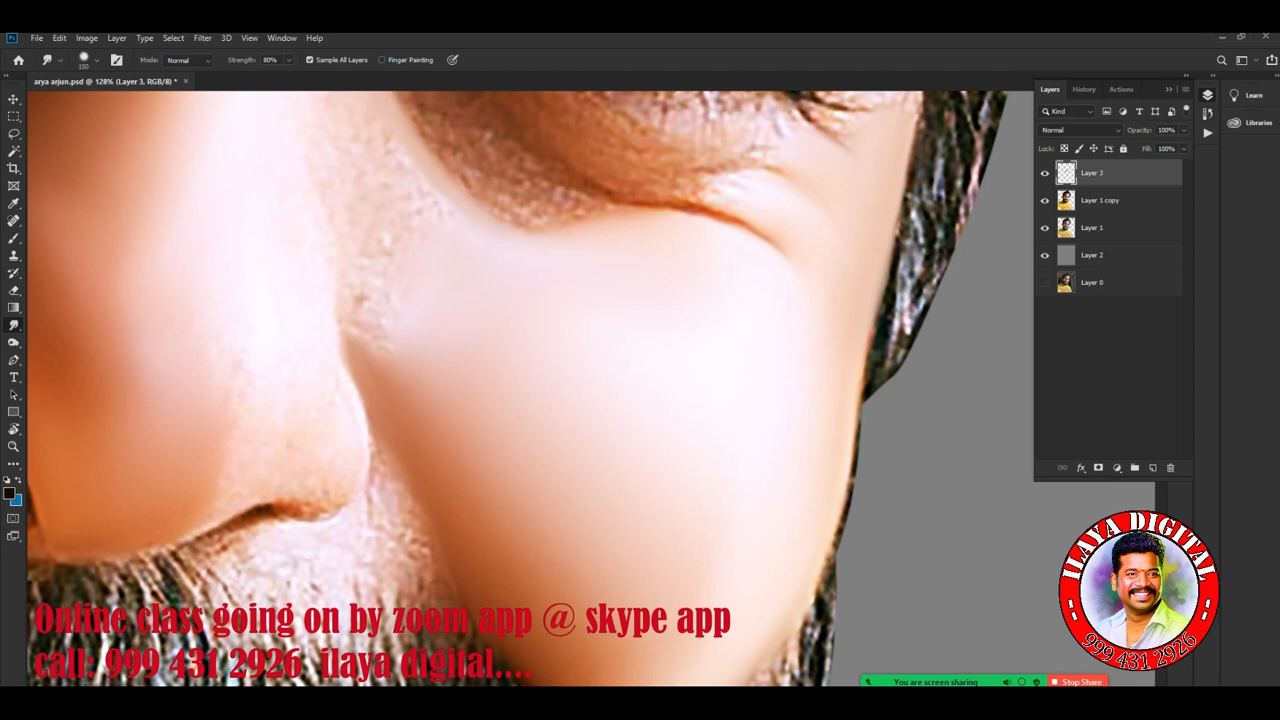 File Edit Image Layer Type Select Filter 3D View Window Help
150 Mode: Normal Strength: 80% Sample All Layers Finger Painting
arya arjun.psd @ 128% (Layer 3, RGB/8) * ×
Layers History Actions
Learn
Libraries
Kind
Normal Opacity: 100%
Lock: Fill: 100%
Layer 3
Layer 1 copy
Layer 1
Layer 2
Layer 0
ILAYA DIGITAL
999 431 2926
Online class going on by zoom app @ skype app
call: 999 431 2926 ilaya digital....
You are screen sharing Stop Share